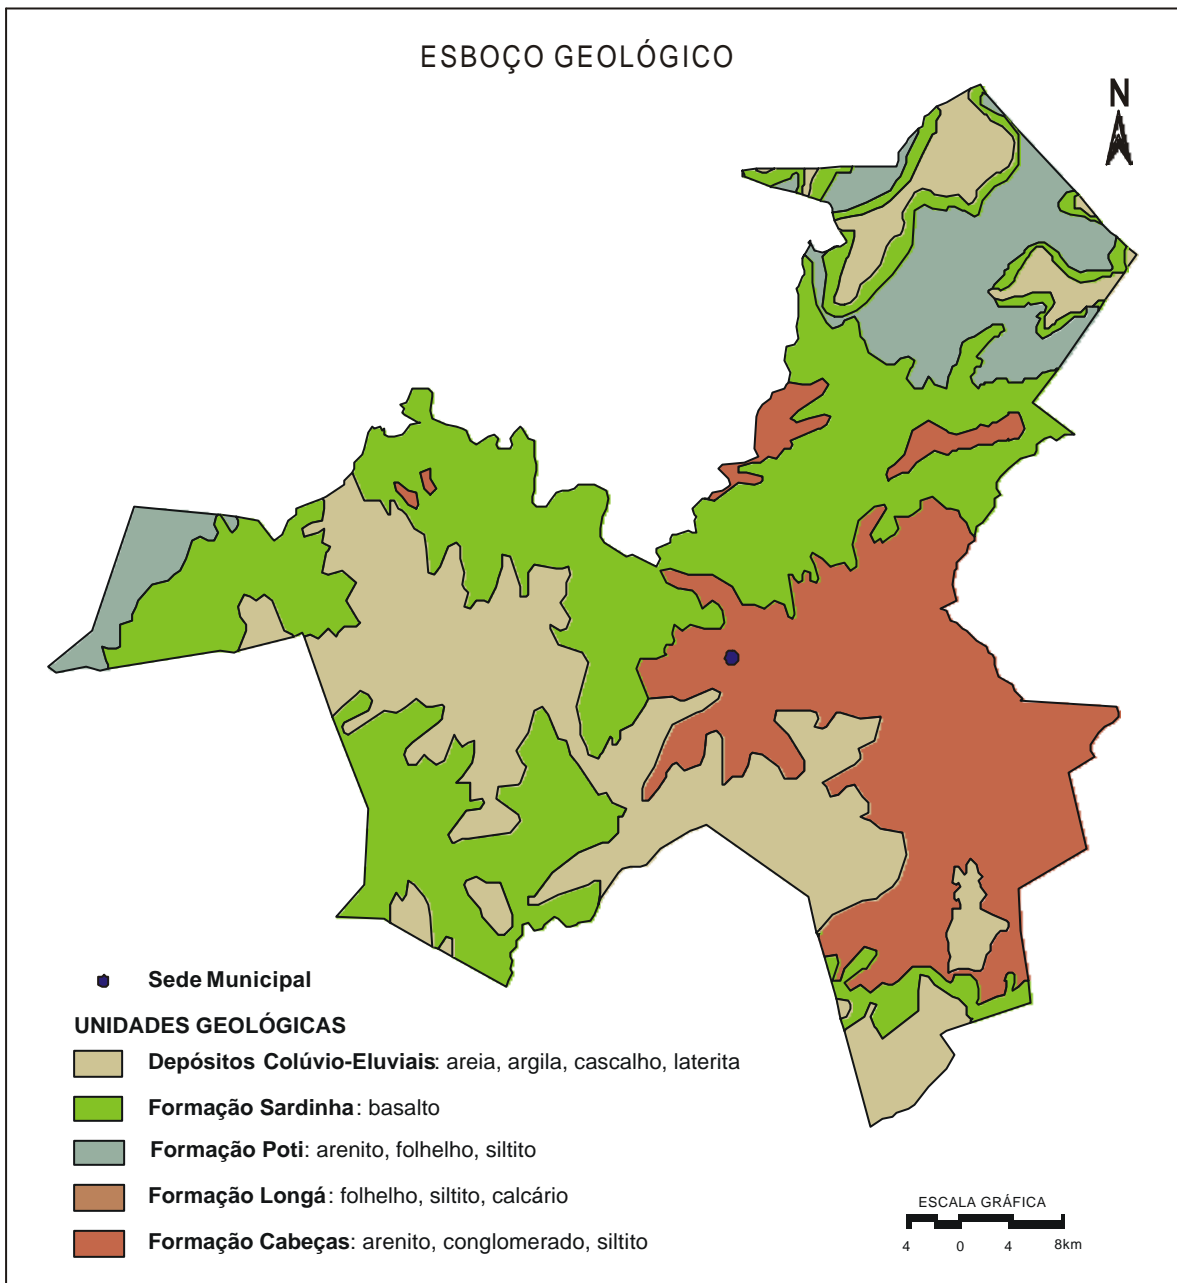 ESBOÇO GEOLÓGICO
N
Sede Municipal
UNIDADES GEOLÓGICAS
Depósitos Colúvio-Eluviais: areia, argila, cascalho, laterita
Formação Sardinha: basalto
Formação Poti: arenito, folhelho, siltito
Formação Longá: folhelho, siltito, calcário
Formação Cabeças: arenito, conglomerado, siltito
ESCALA GRÁFICA
4 0 4 8km